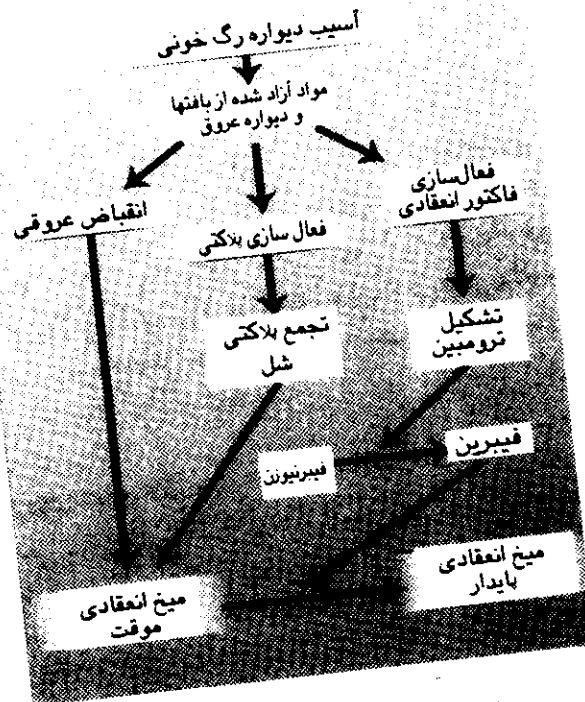 آسیب دیواره رگ خونی
مواد آزاد شده از بافتها
و دیواره عروق
فعال‌سازی
فاکتور انعقادی
انقباض عروقی
فعال سازی پلاکتی
تشکیل
ترومبین
تجمع پلاکتی
شل
فیبرین
فیبرنیوزن
میخ انعقادی
پایدار
میخ انعقادی
موقت